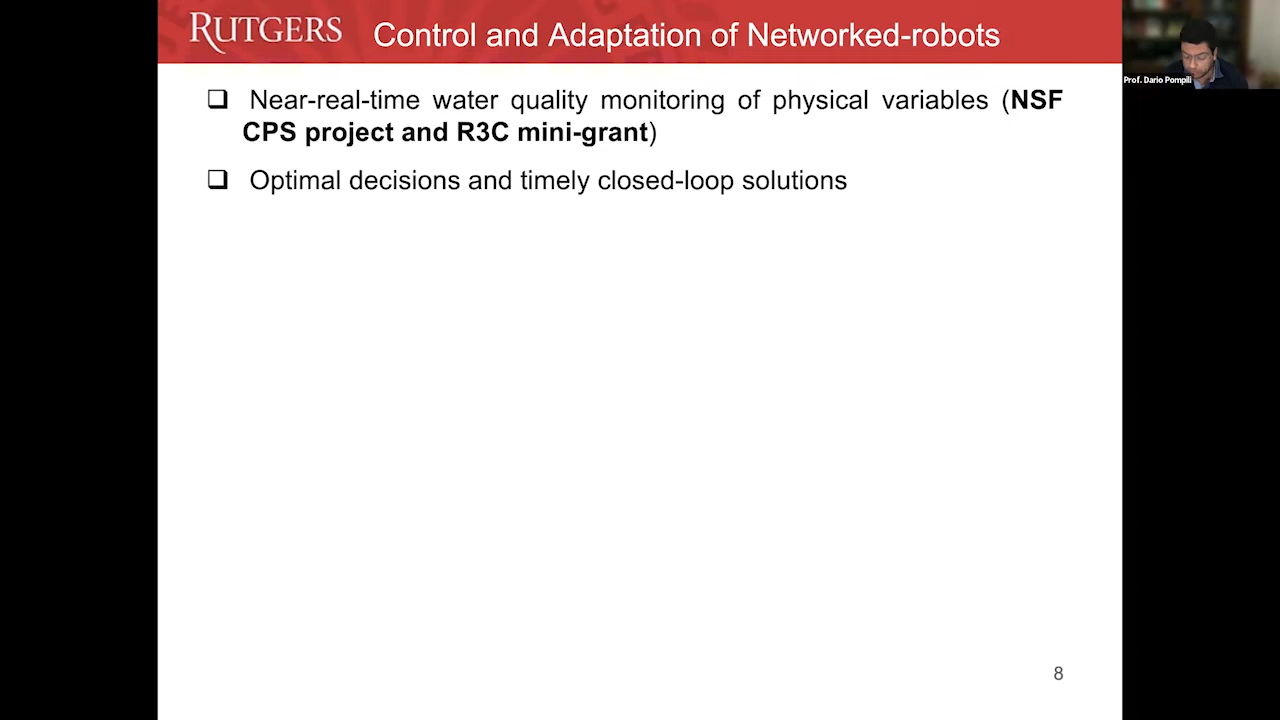 RUTGERS
Control and Adaptation of Networked-robots
Prof. Dario Pompili
❑ Near-real-time water quality monitoring of physical variables (NSF
CPS project and R3C mini-grant)
❑ Optimal decisions and timely closed-loop solutions
8